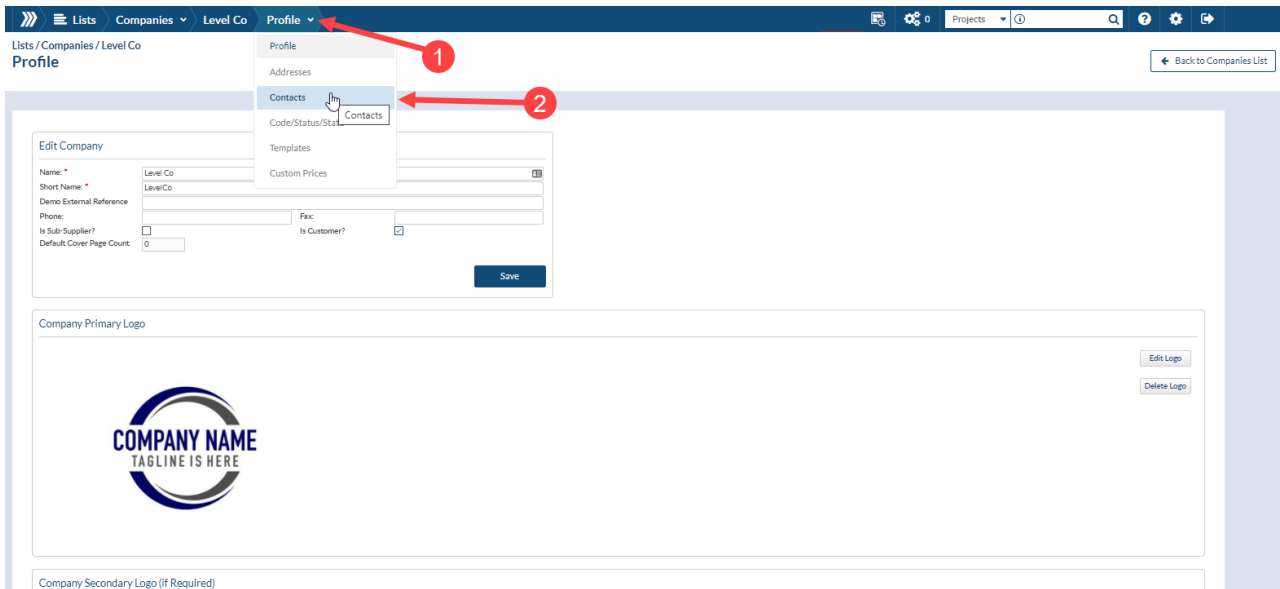 Lists Companies Level Co Profile 0 Projects
Lists / Companies / Level Co
Profile
Back to Companies List
Profile
Addresses
Contacts
Contacts
Code/Status/State
Templates
Custom Prices
1
2
Edit Company
Name: * Level Co
Short Name: * LevelCo
Demo External Reference
Phone: Fax:
Is Sub-Supplier? Is Customer?
Default Cover Page Count 0
Save
Company Primary Logo
Edit Logo
Delete Logo
COMPANY NAME
TAGLINE IS HERE
Company Secondary Logo (if Required)